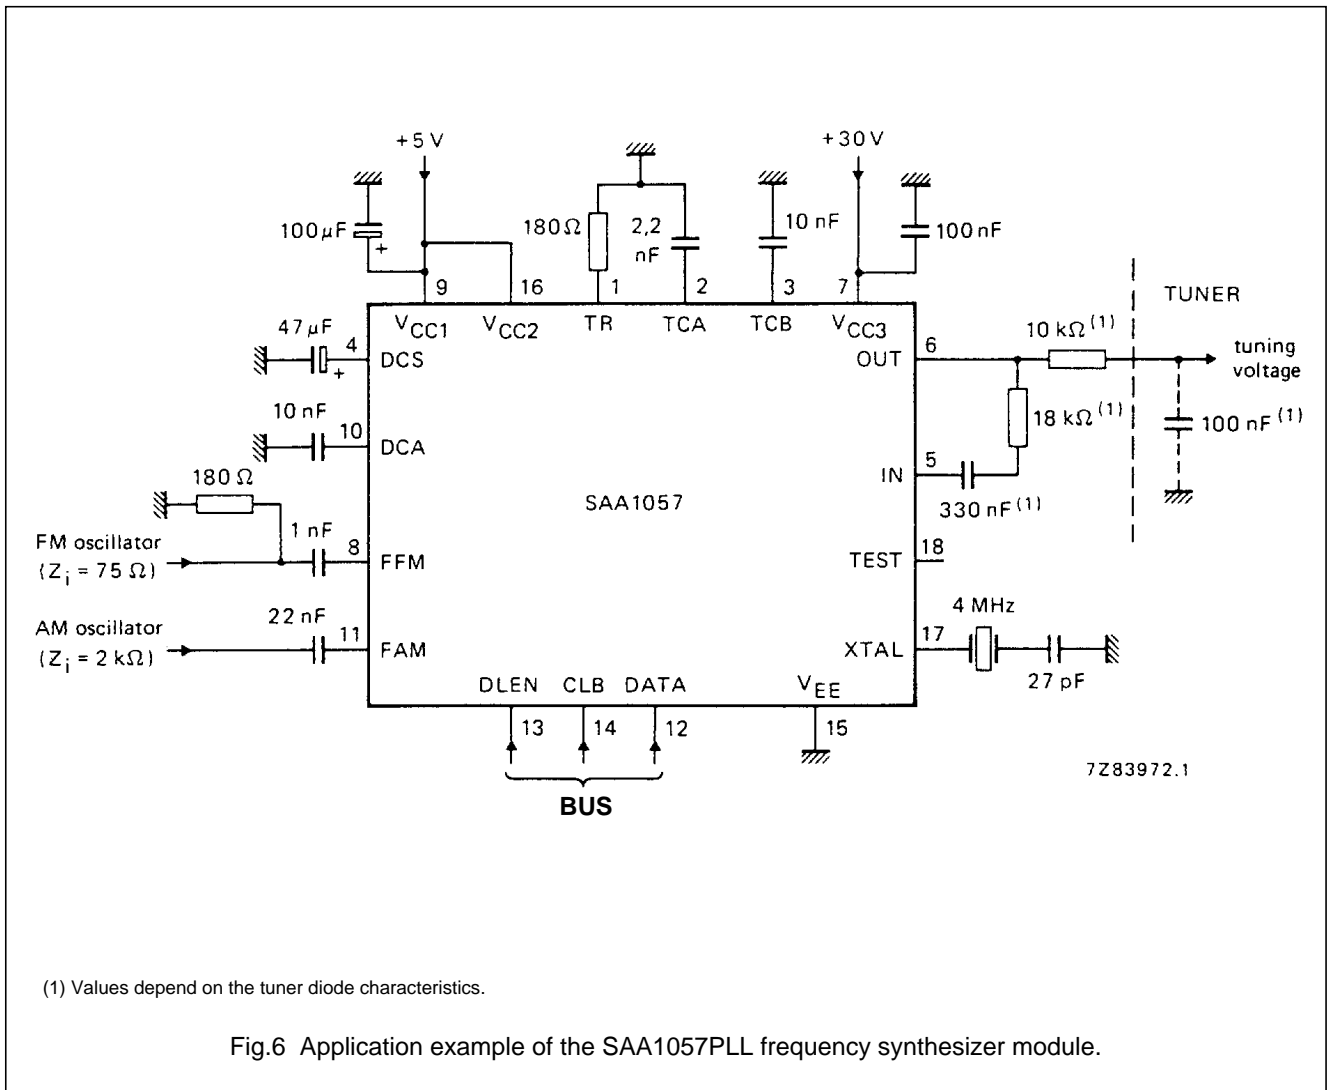 +5 V
+30 V
100 μF
+
180 Ω
2,2
nF
10 nF
100 nF
9
16
1
2
3
7
TUNER
VCC1
VCC2
TR
TCA
TCB
VCC3
47 μF
4
+
DCS
OUT
6
10 kΩ (1)
tuning
voltage
10 nF
10
DCA
18 kΩ (1)
100 nF (1)
180 Ω
IN
5
330 nF (1)
SAA1057
1 nF
FM oscillator
(Zi = 75 Ω)
8
FFM
TEST
18
22 nF
AM oscillator
(Zi = 2 kΩ)
11
FAM
4 MHz
XTAL
17
27 pF
DLEN
CLB
DATA
VEE
13
14
12
15
BUS
7Z83972.1
(1) Values depend on the tuner diode characteristics.
Fig.6 Application example of the SAA1057PLL frequency synthesizer module.